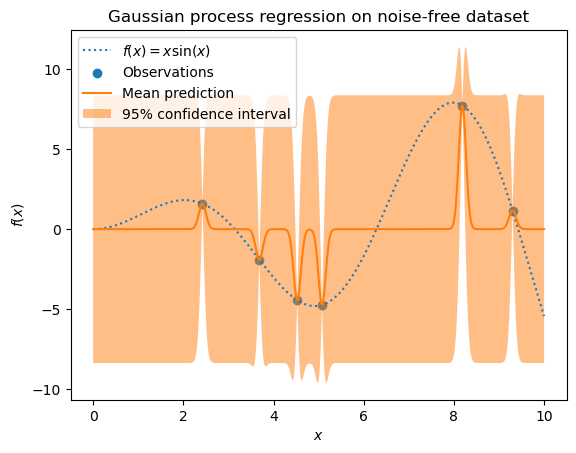 Gaussian process regression on noise-free dataset
f(x) = x sin(x)
Observations
Mean prediction
95% confidence interval
f(x)
10
5
0
−5
−10
0 2 4 6 8 10
x